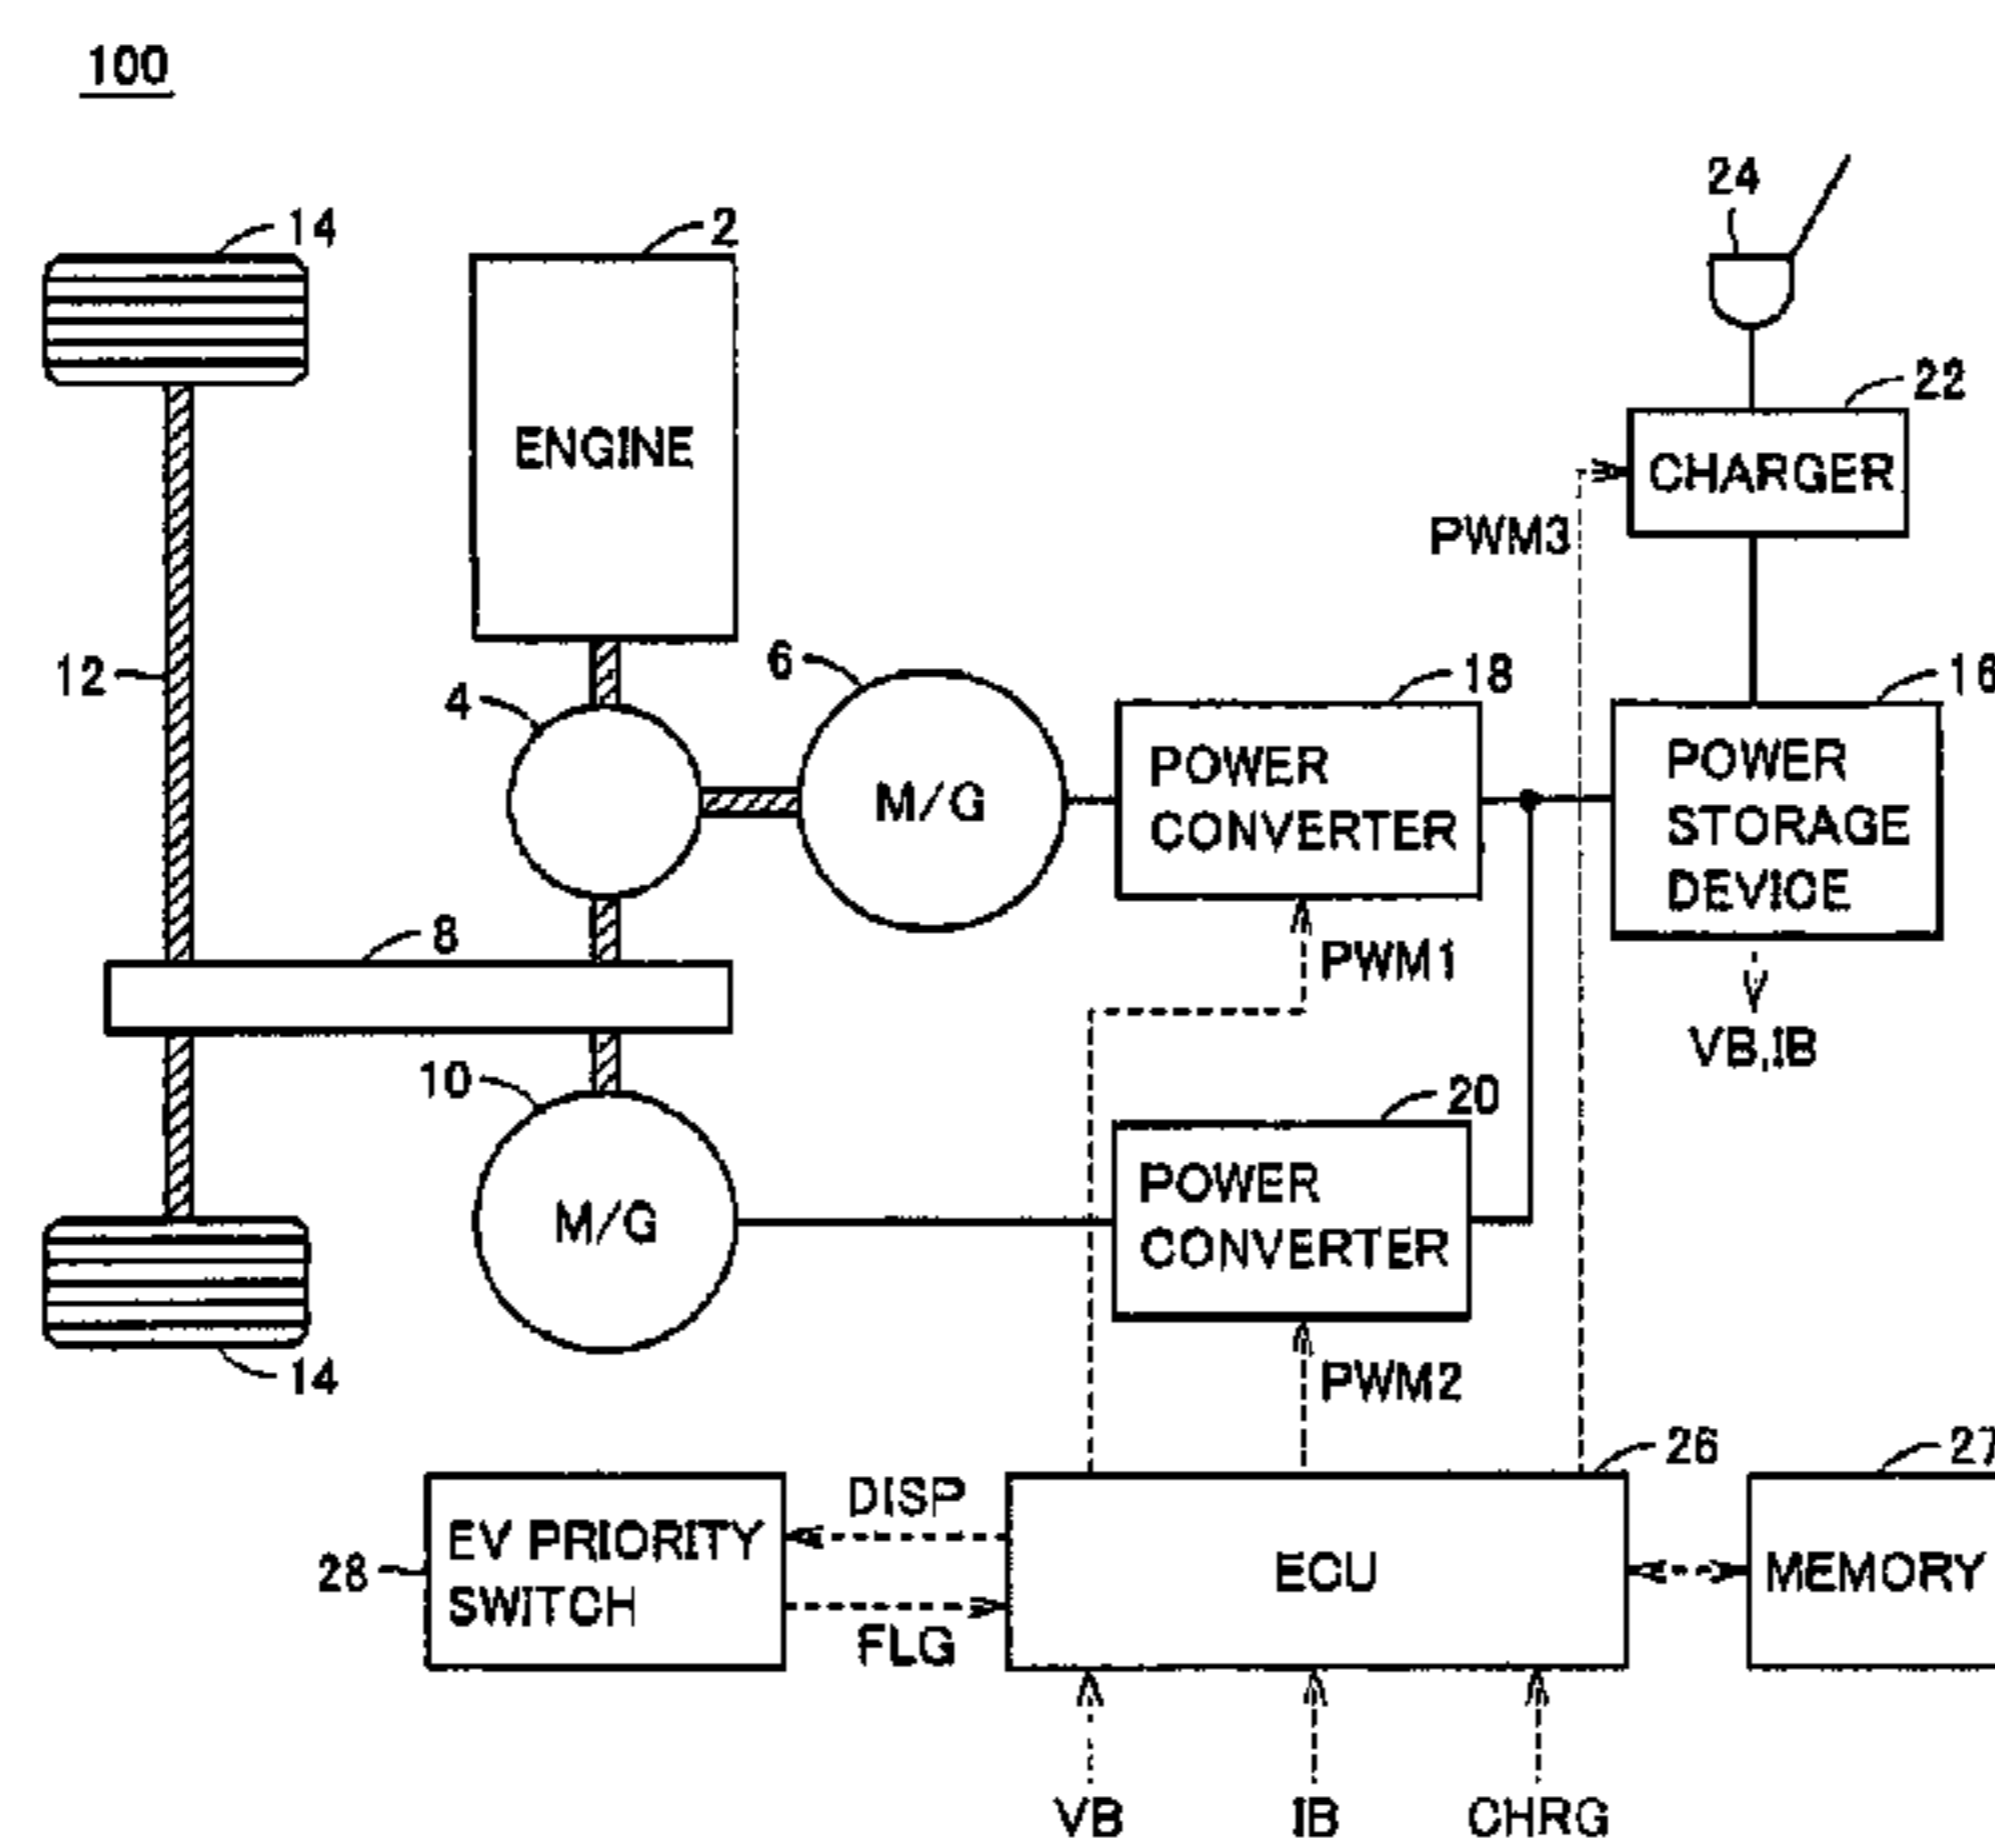 100
24
14
2
22
ENGINE
CHARGER
PWM3
12
4
6
18
16
M/G
POWER
CONVERTER
POWER
STORAGE
DEVICE
8
PWM1
VB,IB
10
20
M/G
POWER
CONVERTER
14
PWM2
26
27
28
EV PRIORITY
SWITCH
DISP
FLG
ECU
MEMORY
VB
IB
CHRG